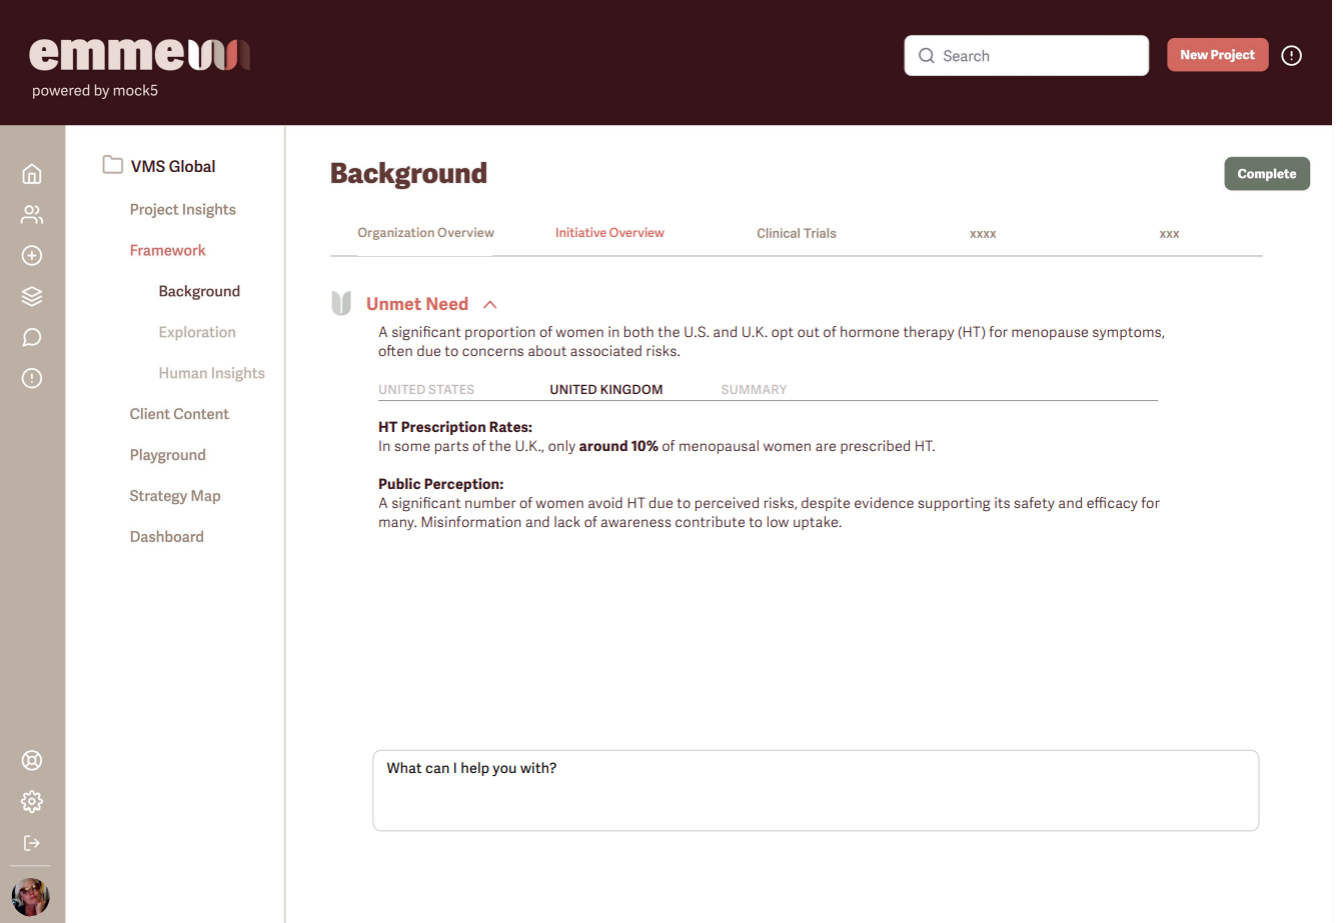 emme
powered by mock5
Search
New Project
VMS Global
Project Insights
Framework
Background
Exploration
Human Insights
Client Content
Playground
Strategy Map
Dashboard
Background
Complete
Organization Overview
Initiative Overview
Clinical Trials
xxxx
xxx
Unmet Need
A significant proportion of women in both the U.S. and U.K. opt out of hormone therapy (HT) for menopause symptoms,
often due to concerns about associated risks.
UNITED STATES
UNITED KINGDOM
SUMMARY
HT Prescription Rates:
In some parts of the U.K., only around 10% of menopausal women are prescribed HT.
Public Perception:
A significant number of women avoid HT due to perceived risks, despite evidence supporting its safety and efficacy for
many. Misinformation and lack of awareness contribute to low uptake.
What can I help you with?